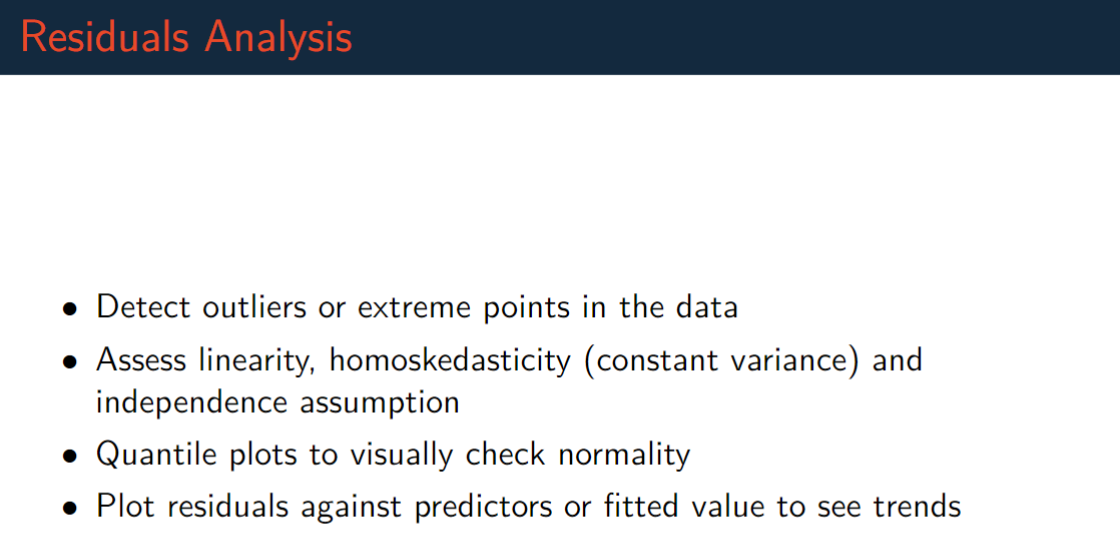 Residuals Analysis
• Detect outliers or extreme points in the data
• Assess linearity, homoskedasticity (constant variance) and
independence assumption
• Quantile plots to visually check normality
• Plot residuals against predictors or fitted value to see trends